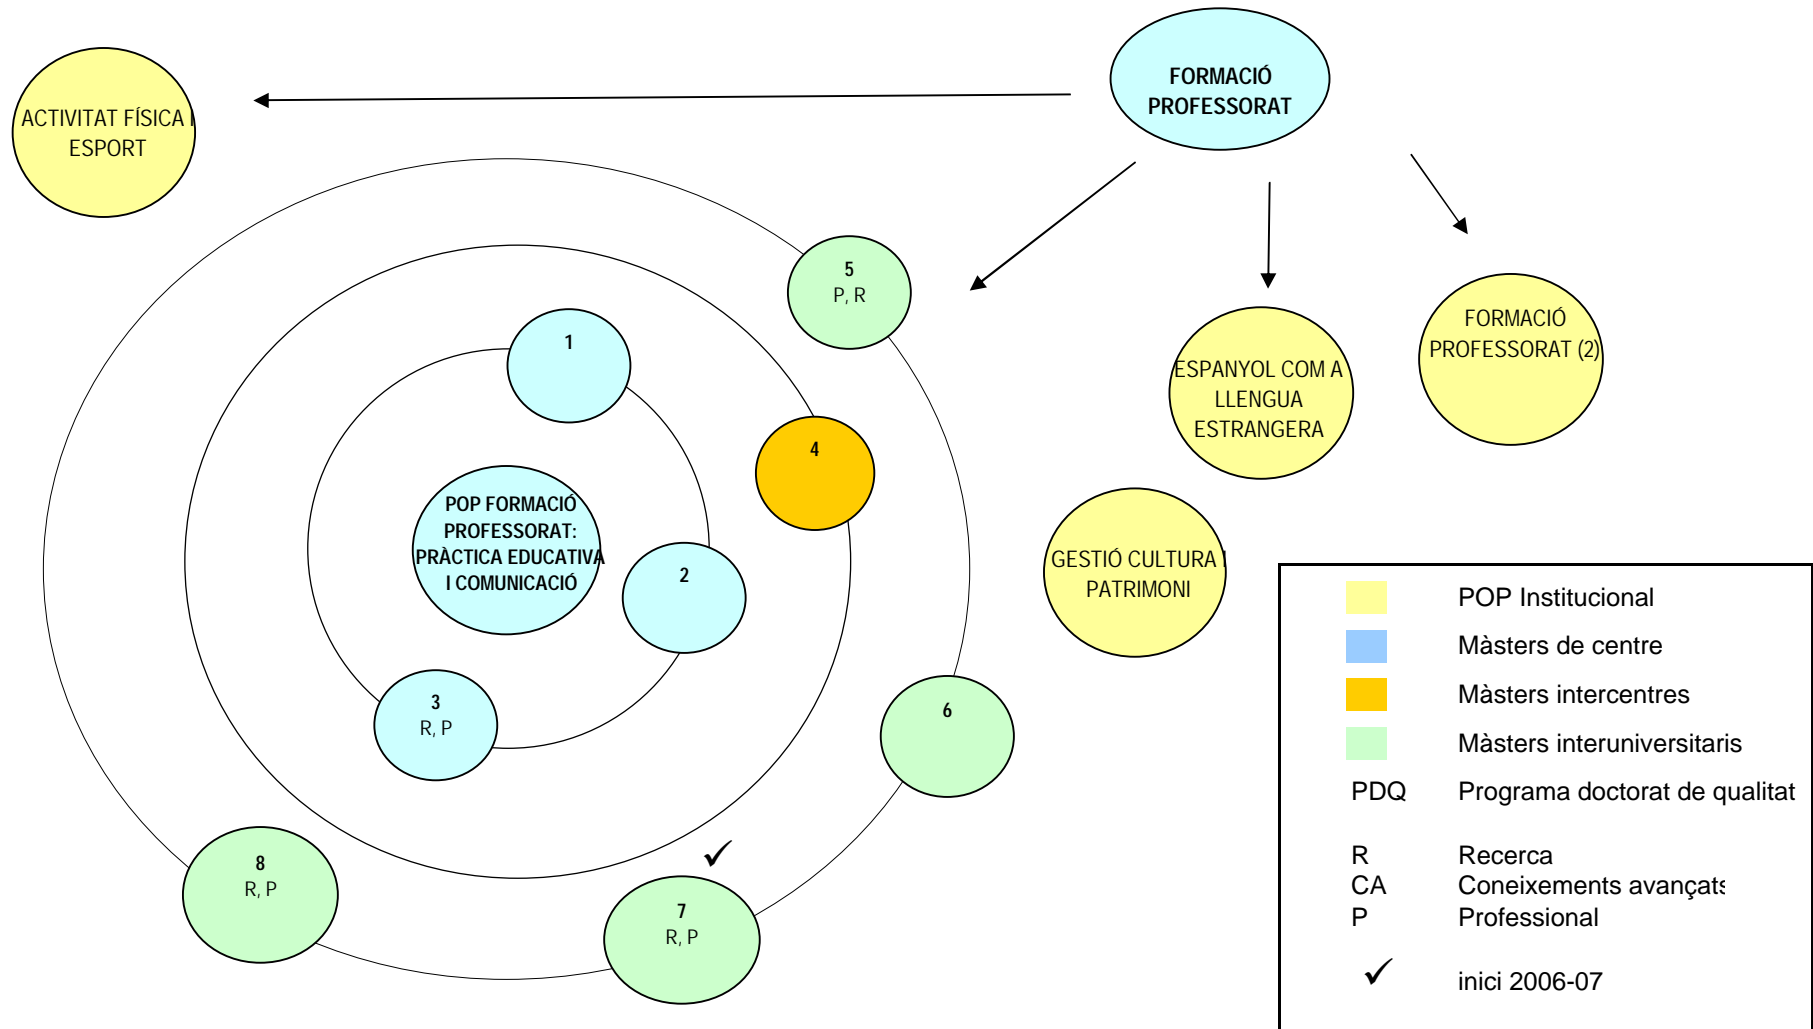 FORMACIÓ
PROFESSORAT
ACTIVITAT FÍSICA I
ESPORT
5
P, R
1
FORMACIÓ
PROFESSORAT (2)
ESPANYOL COM A
LLENGUA
ESTRANGERA
4
POP FORMACIÓ
PROFESSORAT:
PRÀCTICA EDUCATIVA
I COMUNICACIÓ
2
GESTIÓ CULTURA I
PATRIMONI
3
R, P
6
8
R, P
✓
7
R, P
POP Institucional
Màsters de centre
Màsters intercentres
Màsters interuniversitaris
PDQ Programa doctorat de qualitat
R Recerca
CA Coneixements avançats
P Professional
✓ inici 2006-07